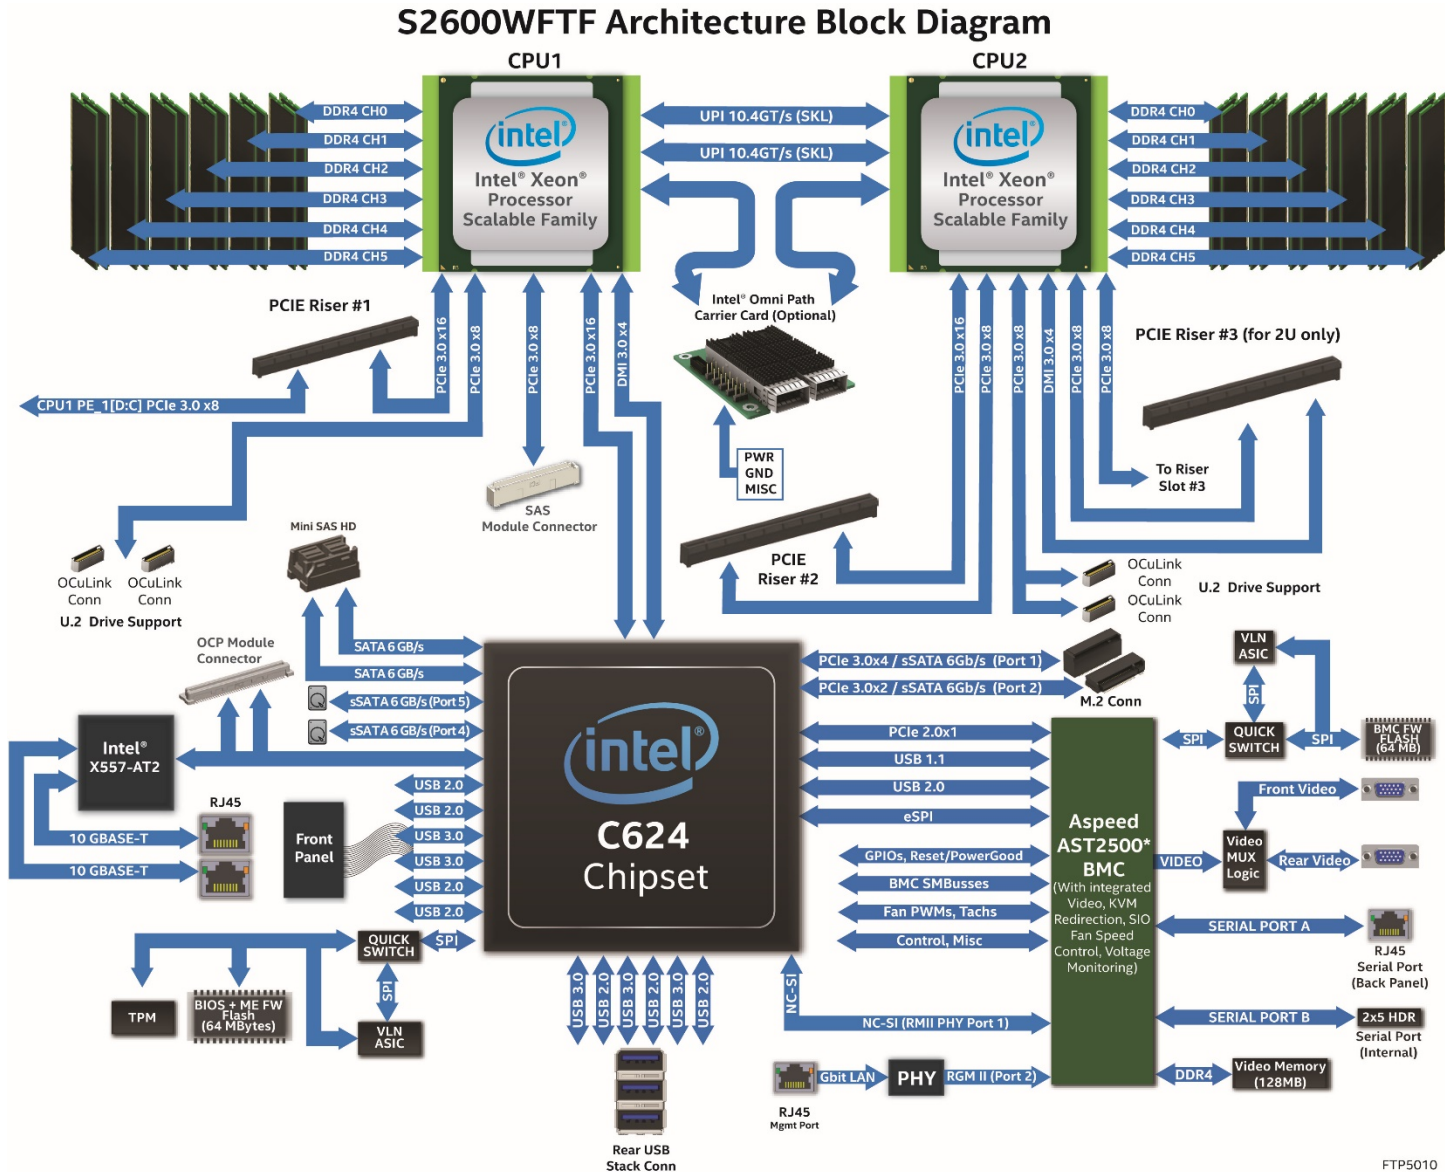 S2600WFTF Architecture Block Diagram
CPU1
CPU2
DDR4 CH0
DDR4 CH1
DDR4 CH2
DDR4 CH3
DDR4 CH4
DDR4 CH5
intel
Intel® Xeon®
Processor
Scalable Family
UPI 10.4GT/s (SKL)
UPI 10.4GT/s (SKL)
intel
Intel® Xeon®
Processor
Scalable Family
DDR4 CH0
DDR4 CH1
DDR4 CH2
DDR4 CH3
DDR4 CH4
DDR4 CH5
PCIE Riser #1
CPU1 PE_1[D:C] PCIe 3.0 x8
PCIe 3.0 x16
PCIe 3.0 x8
PCIe 3.0 x8
PCIe 3.0 x16
DMI 3.0 x4
Intel® Omni Path
Carrier Card (Optional)
PWR
GND
MISC
PCIe 3.0 x16
PCIe 3.0 x8
PCIe 3.0 x8
DMI 3.0 x4
PCIe 3.0 x8
PCIe 3.0 x8
PCIE Riser #3 (for 2U only)
To Riser
Slot #3
SAS
Module Connector
PCIE
Riser #2
Mini SAS HD
OCuLink
Conn
OCuLink
Conn
U.2 Drive Support
OCuLink
Conn
OCuLink
Conn
U.2 Drive Support
OCP Module
Connector
SATA 6 GB/s
SATA 6 GB/s
sSATA 6 GB/s (Port 5)
sSATA 6 GB/s (Port 4)
PCIe 3.0x4 / sSATA 6Gb/s (Port 1)
PCIe 3.0x2 / sSATA 6Gb/s (Port 2)
M.2 Conn
Intel®
X557-AT2
RJ45
10 GBASE-T
10 GBASE-T
Front
Panel
USB 2.0
USB 2.0
USB 3.0
USB 3.0
USB 2.0
USB 2.0
intel
C624
Chipset
PCIe 2.0x1
USB 1.1
USB 2.0
eSPI
GPIOs, Reset/PowerGood
BMC SMBusses
Fan PWMs, Tachs
Control, Misc
NC-SI
NC-SI (RMII PHY Port 1)
Aspeed
AST2500*
BMC
(With integrated
Video, KVM
Redirection, SIO
Fan Speed
Control, Voltage
Monitoring)
VLN
ASIC
SPI
SPI
QUICK
SWITCH
SPI
BMC FW
FLASH
(64 MB)
Front Video
VIDEO
Video
MUX
Logic
Rear Video
SERIAL PORT A
RJ45
Serial Port
(Back Panel)
SERIAL PORT B
2x5 HDR
Serial Port
(Internal)
DDR4
Video Memory
(128MB)
QUICK
SWITCH
SPI
SPI
TPM
BIOS + ME FW
Flash
(64 MBytes)
VLN
ASIC
USB 3.0
USB 2.0
USB 3.0
USB 2.0
USB 3.0
USB 2.0
Rear USB
Stack Conn
RJ45
Mgmt Port
Gbit LAN
PHY
RGM II (Port 2)
FTP5010